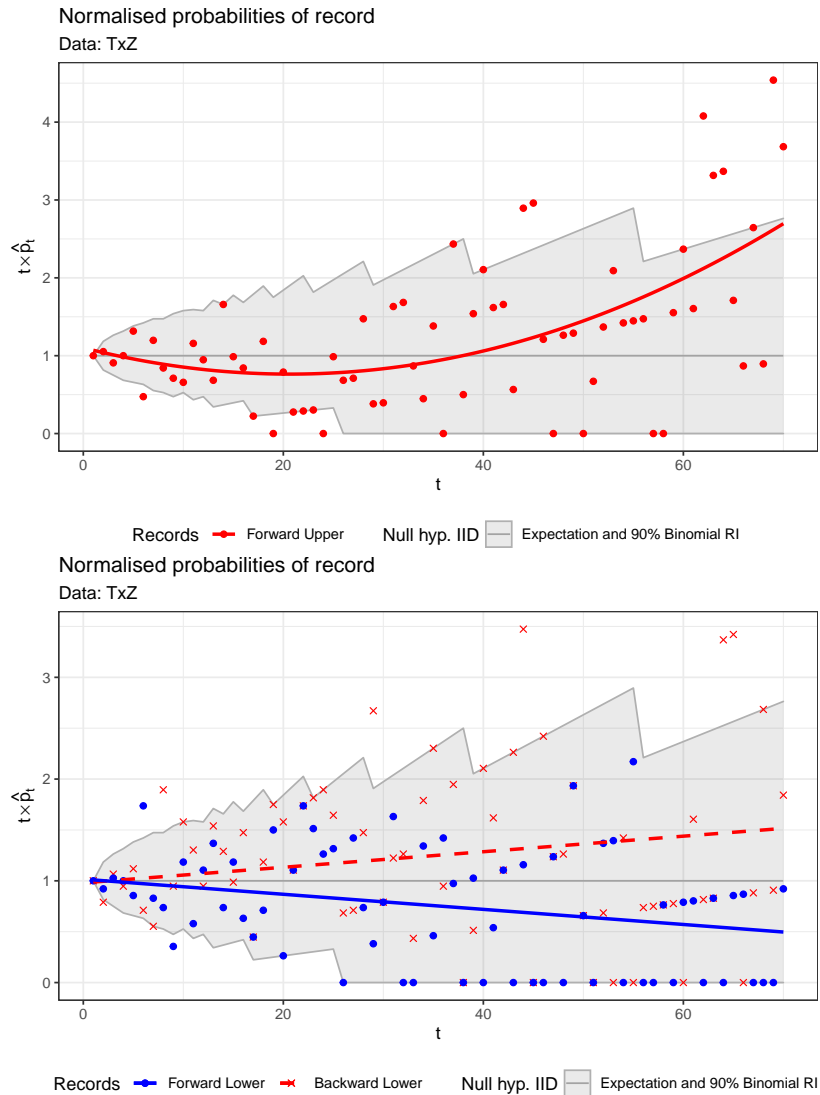 Normalised probabilities of record
Data: TxZ
4
3
2
1
0
t × p̂t
0 20 40 60
t
Records Forward Upper Null hyp. IID Expectation and 90% Binomial RI
Normalised probabilities of record
Data: TxZ
3
2
1
0
t × p̂t
0 20 40 60
t
Records Forward Lower Backward Lower Null hyp. IID Expectation and 90% Binomial RI